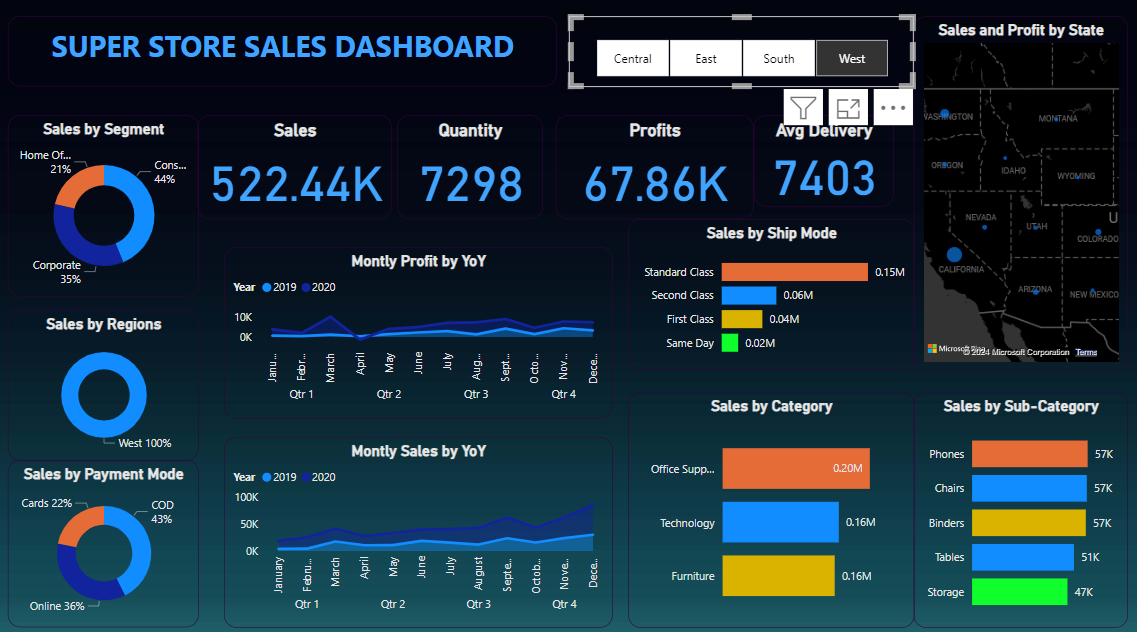 SUPER STORE SALES DASHBOARD
Central East South West
Sales and Profit by State
Sales by Segment
Home Of...
21%
Cons...
44%
Corporate
35%
Sales
522.44K
Quantity
7298
Profits
67.86K
Avg Delivery
7403
WASHINGTON
MONTANA
OREGON
IDAHO
WYOMING
NEVADA
UTAH
U
COLORADO
CALIFORNIA
ARIZONA
NEW MEXICO
© 2024 Microsoft Corporation Terms
Sales by Regions
West 100%
Sales by Payment Mode
Cards 22%
COD
43%
Online 36%
Montly Profit by YoY
Year 2019 2020
10K
0K
Janu... Febr... March April May June July Aug... Sept... Octo... Nov... Dece...
Qtr 1 Qtr 2 Qtr 3 Qtr 4
Montly Sales by YoY
Year 2019 2020
100K
50K
0K
January Febru... March April May June July August Septe... Octob... Nove... Dece...
Qtr 1 Qtr 2 Qtr 3 Qtr 4
Sales by Ship Mode
Standard Class 0.15M
Second Class 0.06M
First Class 0.04M
Same Day 0.02M
Sales by Category
Office Supp... 0.20M
Technology 0.16M
Furniture 0.16M
Sales by Sub-Category
Phones 57K
Chairs 57K
Binders 57K
Tables 51K
Storage 47K